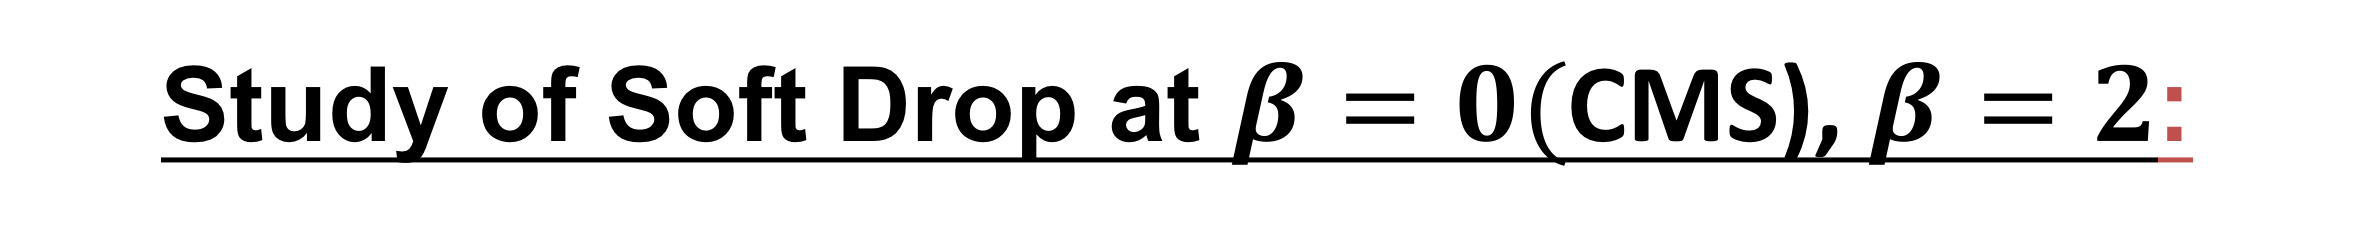 Study of Soft Drop at 𝜷 = 𝟎(CMS), 𝜷 = 𝟐: